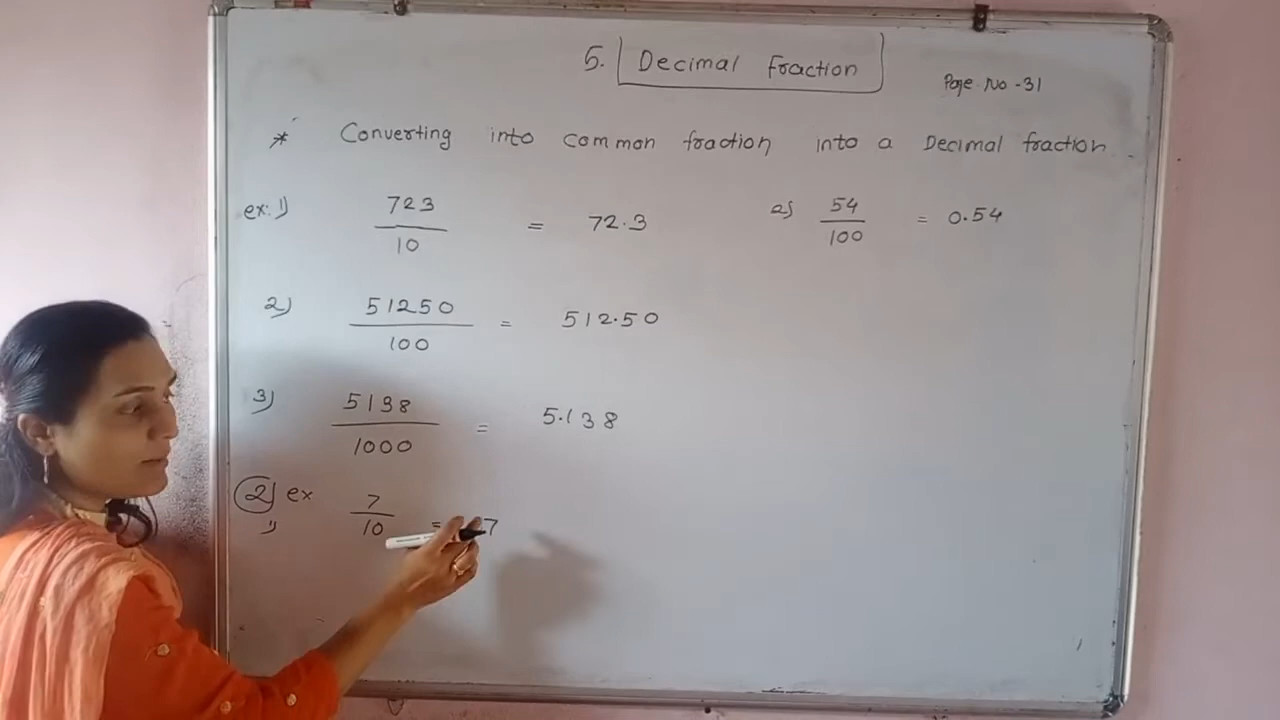 5. Decimal Fraction
Page No -31
* Converting into common fraction into a Decimal fraction
ex: 1) 723/10 = 72.3
2) 54/100 = 0.54
2) 51250/100 = 512.50
3) 5138/1000 = 5.138
2) ex
1) 7/10 = 7